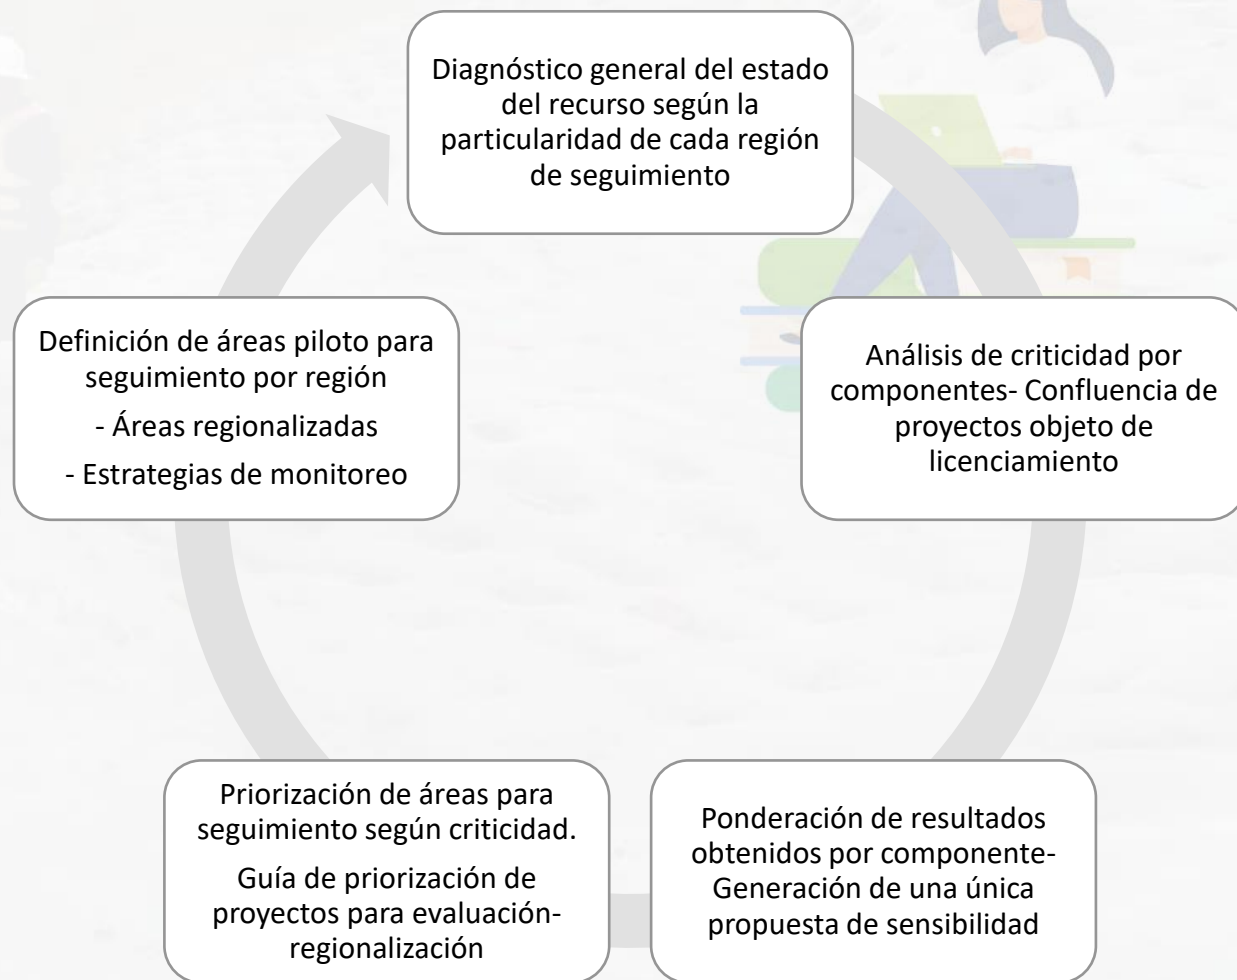 Diagnóstico general del estado
del recurso según la
particularidad de cada región
de seguimiento
Análisis de criticidad por
componentes- Confluencia de
proyectos objeto de
licenciamiento
Ponderación de resultados
obtenidos por componente-
Generación de una única
propuesta de sensibilidad
Priorización de áreas para
seguimiento según criticidad.
Guía de priorización de
proyectos para evaluación-
regionalización
Definición de áreas piloto para
seguimiento por región
- Áreas regionalizadas
- Estrategias de monitoreo